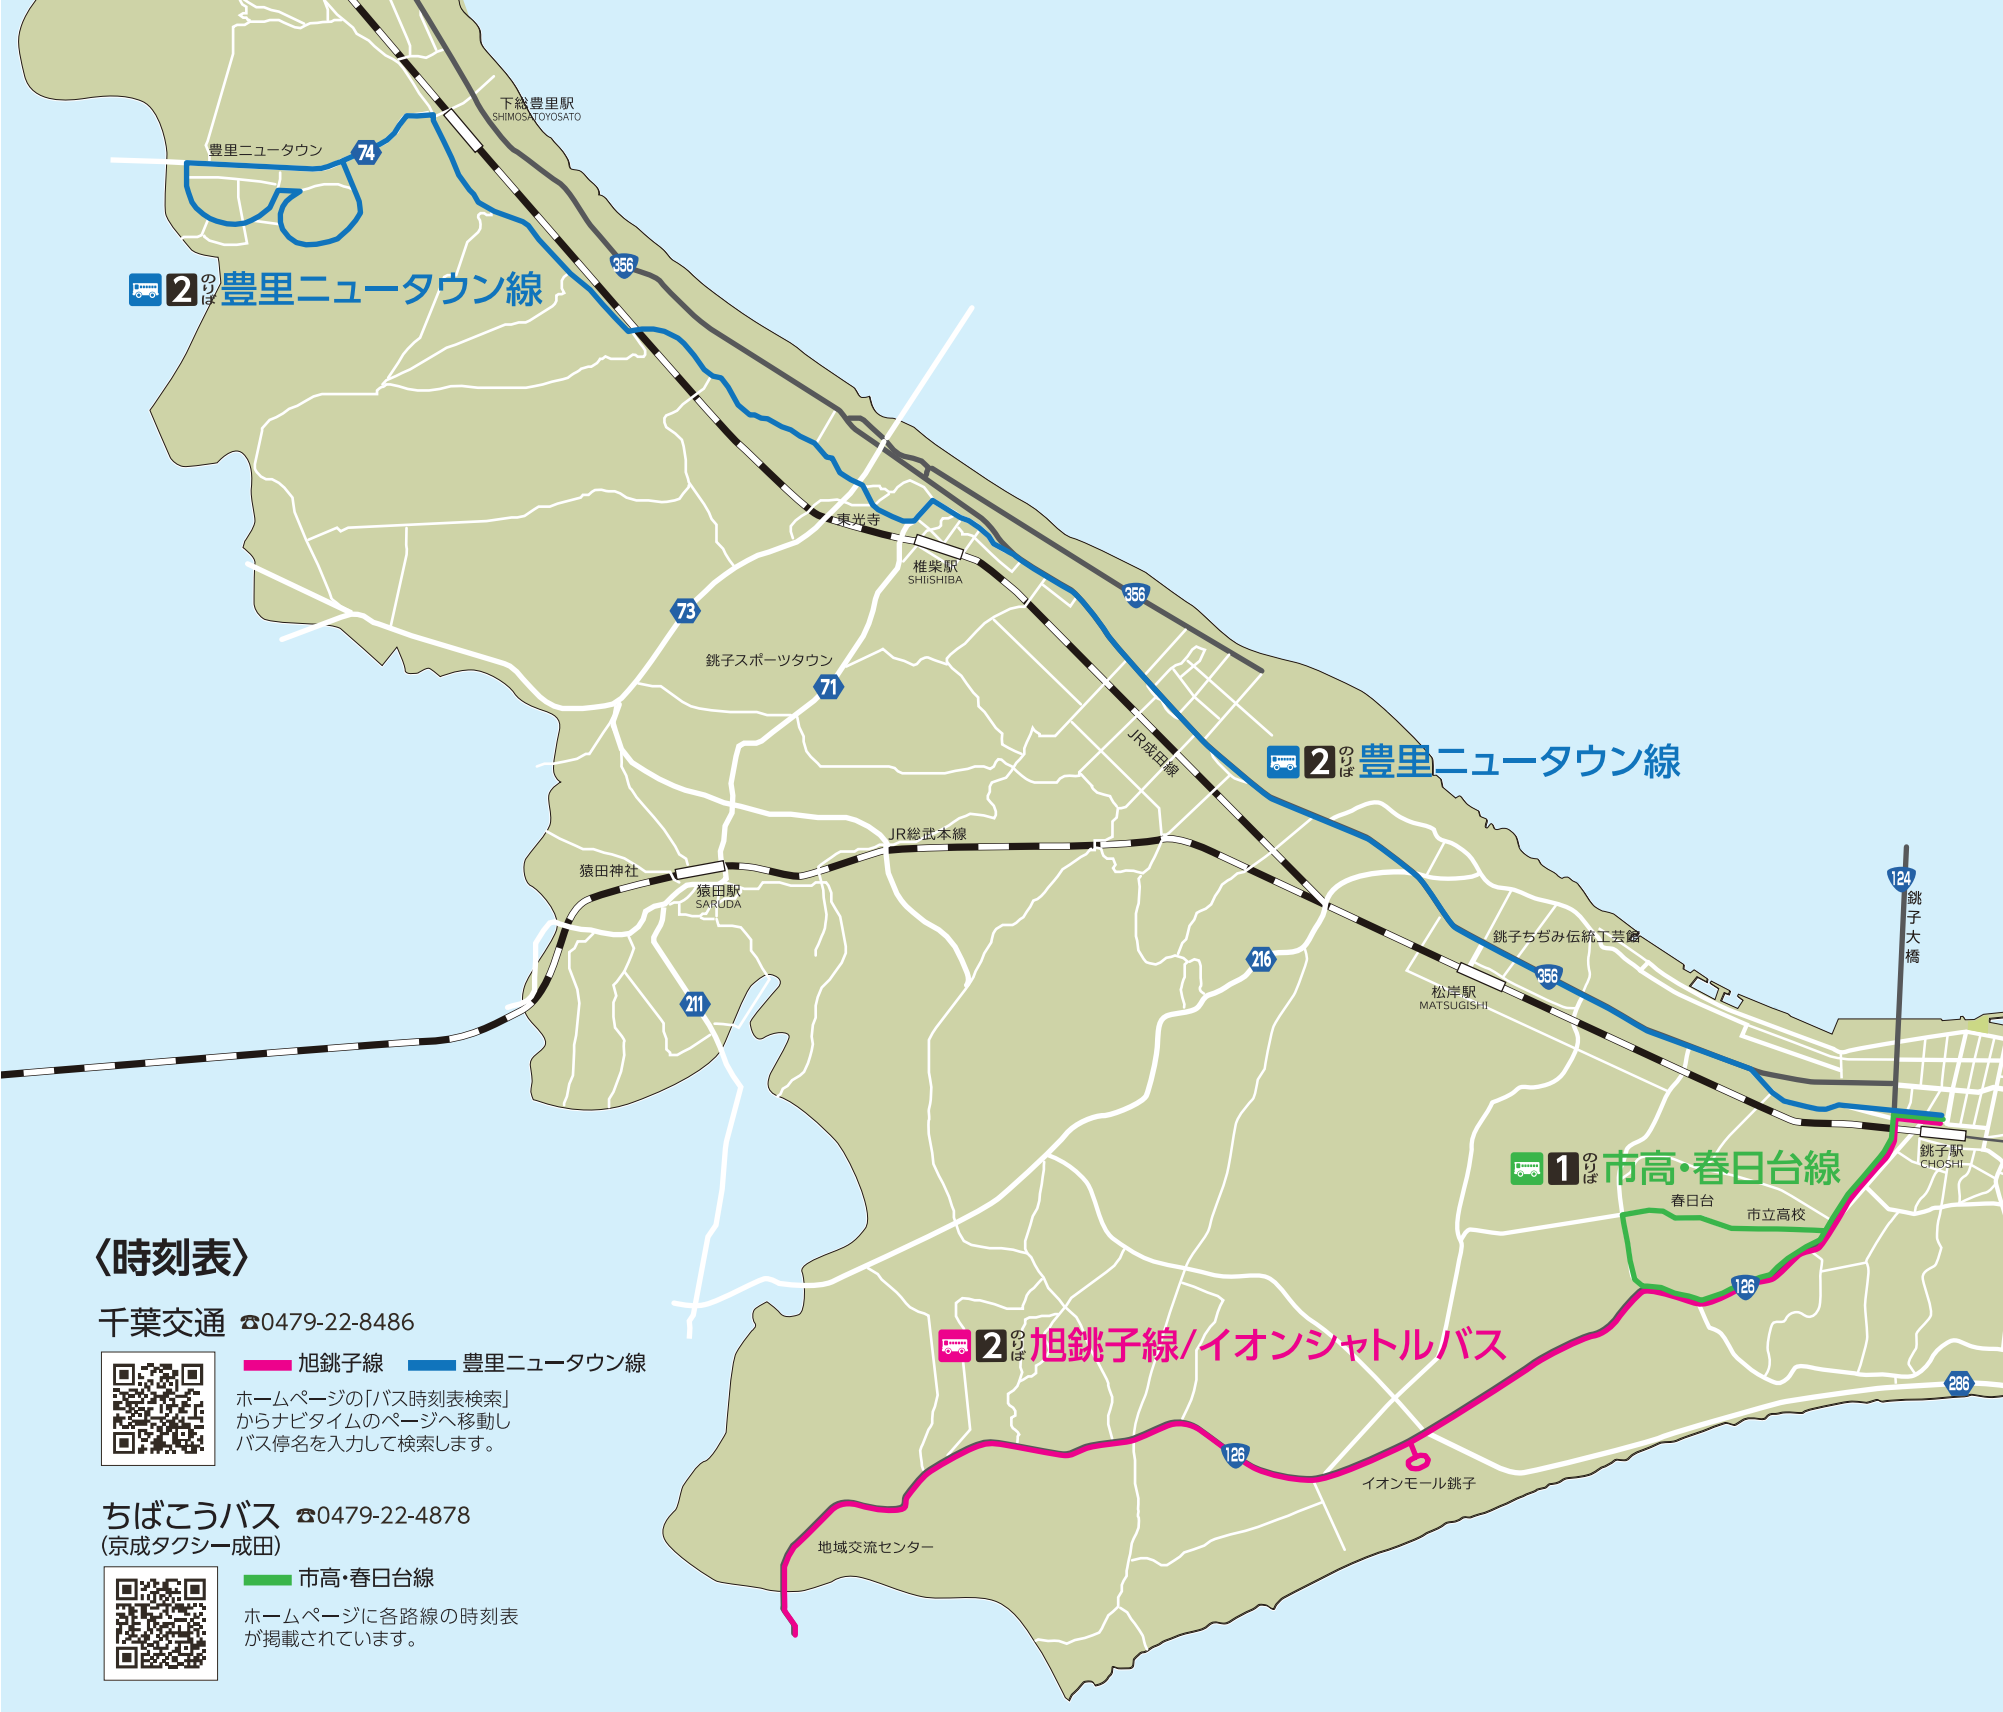 下総豊里駅
SHIMOSATOYOSATO
豊里ニュータウン
74
356
2 のりば 豊里ニュータウン線
東光寺
椎柴駅
SHIiSHIBA
356
73
銚子スポーツタウン
71
JR成田線
2 のりば 豊里ニュータウン線
JR総武本線
猿田神社
猿田駅
SARUDA
124
銚子大橋
銚子ちぢみ伝統工芸館
216
356
松岸駅
MATSUGISHI
211
銚子駅
CHOSHI
1 のりば 市高・春日台線
春日台
市立高校
126
2 のりば 旭銚子線/イオンシャトルバス
286
126
イオンモール銚子
地域交流センター
〈時刻表〉
千葉交通 ☎0479-22-8486
旭銚子線 豊里ニュータウン線
ホームページの「バス時刻表検索」
からナビタイムのページへ移動し
バス停名を入力して検索します。
ちばこうバス ☎0479-22-4878
(京成タクシー成田)
市高・春日台線
ホームページに各路線の時刻表
が掲載されています。